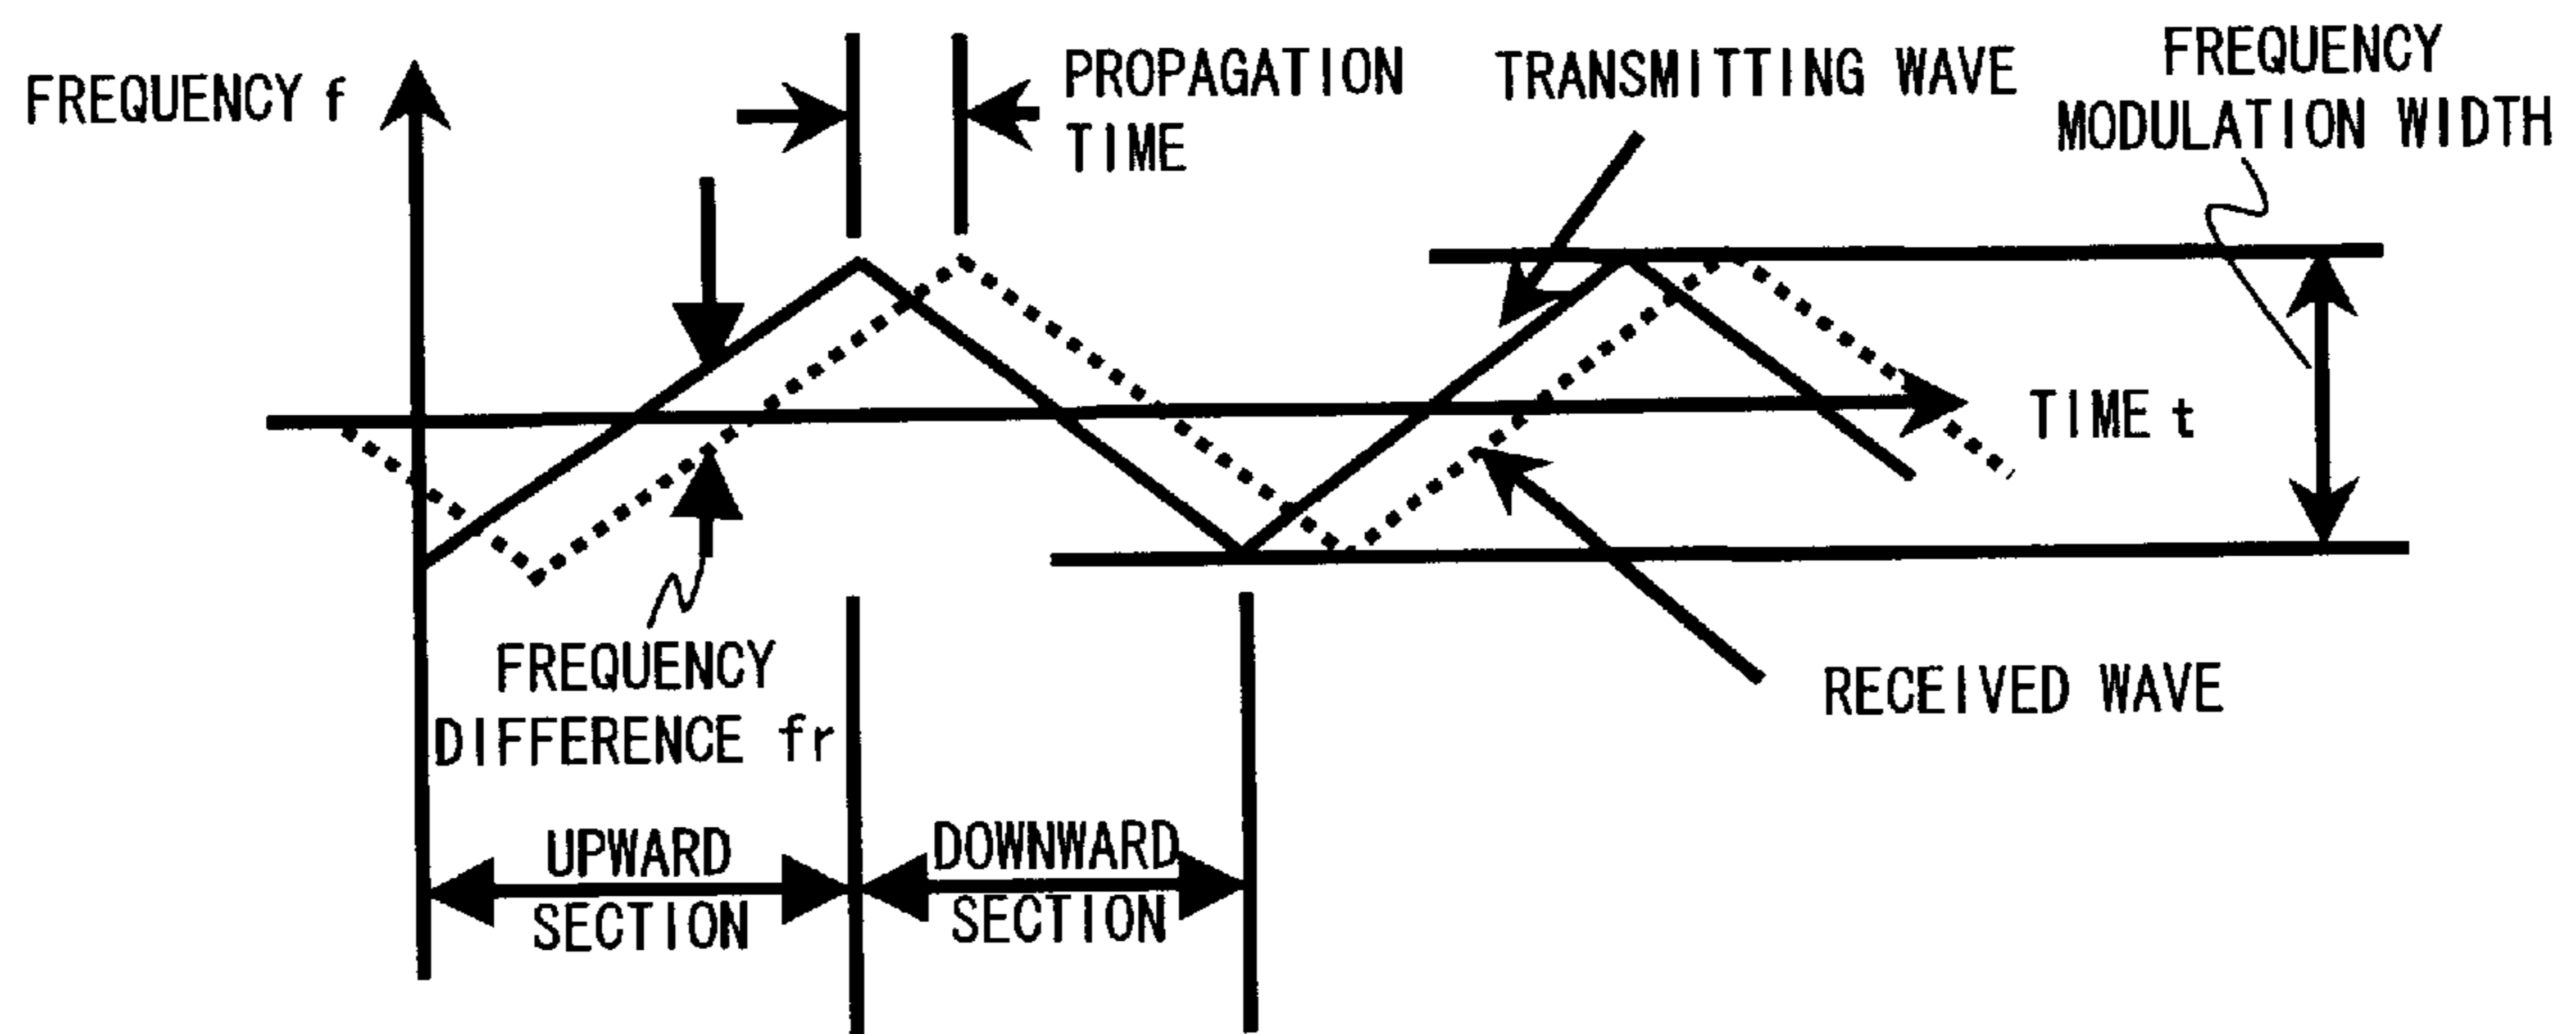 FREQUENCY f
PROPAGATION
TIME
TRANSMITTING WAVE
FREQUENCY
MODULATION WIDTH
TIME t
FREQUENCY
DIFFERENCE fr
RECEIVED WAVE
UPWARD
SECTION
DOWNWARD
SECTION